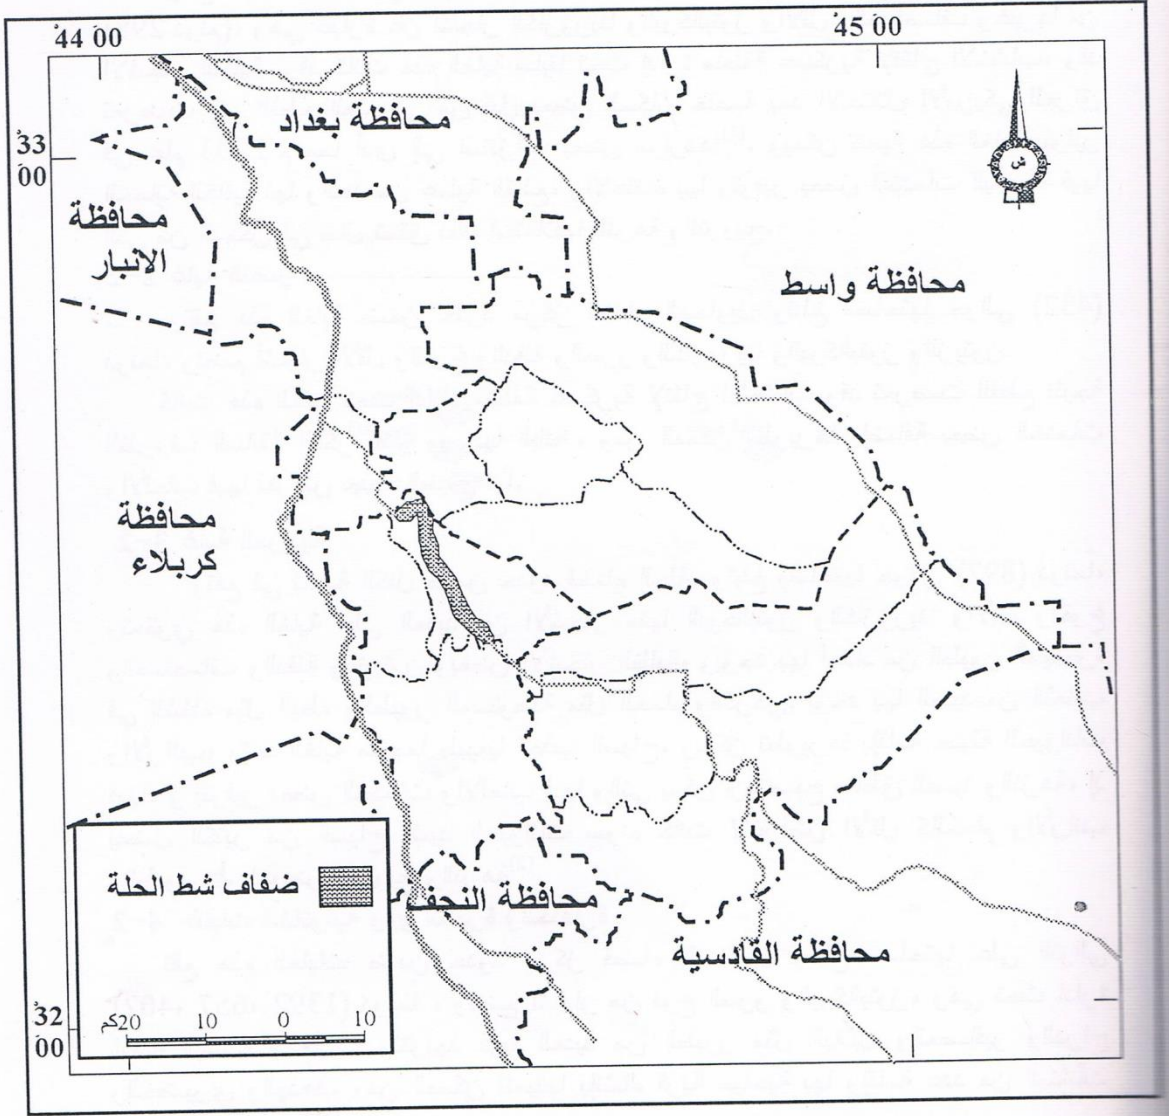 44 00
45 00
33
00
محافظة بغداد
ش
محافظة
الانبار
محافظة واسط
محافظة
كربلاء
ضفاف شط الحلة
محافظة النجف
محافظة القادسية
32
00
20كم 10 0 10